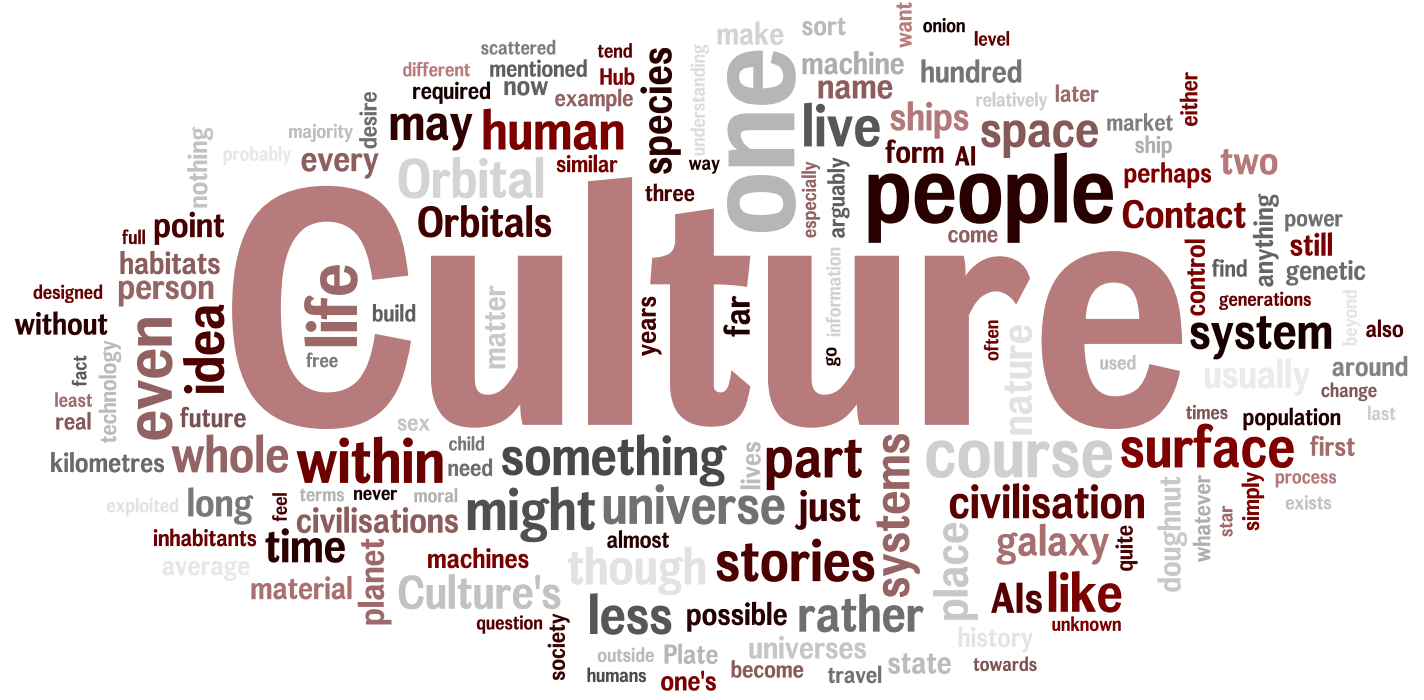 want
onion
level
make
sort
scattered
tend
different
mentioned
Hub
required
now
example
species
understanding
one
machine
name
hundred
relatively
later
either
nothing
majority
desire
probably
every
may
human
similar
way
three
live
ships
space
market
ship
form
AI
perhaps
two
Orbital
Orbitals
especially
arguably
people
come
Contact
power
anything
still
genetic
find
control
generations
full
point
habitats
designed
person
without
idea
even
Culture
life
free
build
matter
years
far
information
go
often
nature
used
system
beyond
also
around
usually
change
fact
technology
least
real
future
times
population
last
sex
whole
kilometres
within
child
need
something
lives
part
systems
course
surface
first
exploited
long
feel
terms
never
moral
civilisations
might
universe
just
civilisation
doughnut
whatever
star
simply
process
exists
inhabitants
time
average
material
planet
machines
almost
though
stories
galaxy
quite
place
Culture's
question
society
less
possible
rather
AIs
like
unknown
outside
Plate
universes
history
humans
one's
become
travel
state
towards